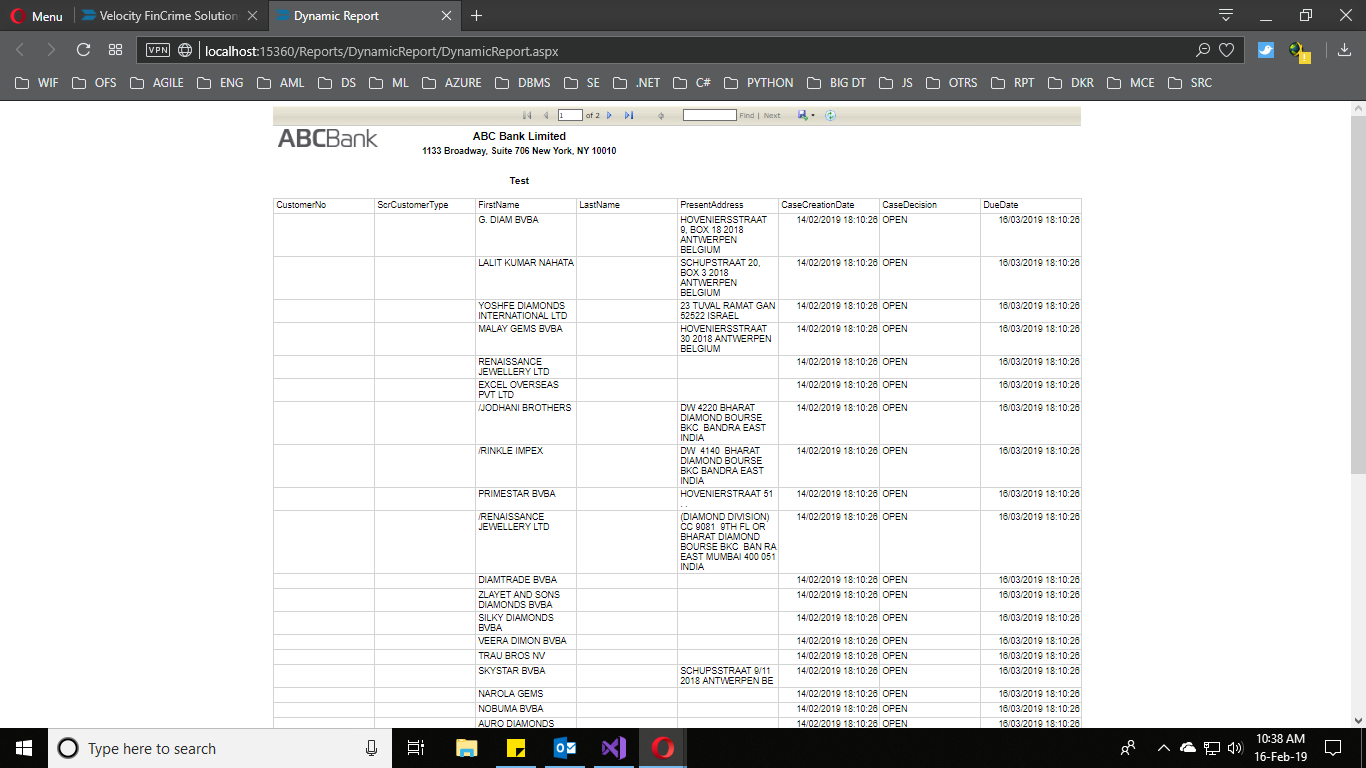 Menu Velocity FinCrime Solution Dynamic Report
VPN localhost:15360/Reports/DynamicReport/DynamicReport.aspx
WIF OFS AGILE ENG AML DS ML AZURE DBMS SE .NET C# PYTHON BIG DT JS OTRS RPT DKR MCE SRC
1 of 2 Find | Next
ABCBank
ABC Bank Limited
1133 Broadway, Suite 706 New York, NY 10010
Test
CustomerNo ScrCustomerType FirstName LastName PresentAddress CaseCreationDate CaseDecision DueDate
G. DIAM BVBA HOVENIERSSTRAAT 14/02/2019 18:10:26 OPEN 16/03/2019 18:10:26
9, BOX 18 2018
ANTWERPEN
BELGIUM
LALIT KUMAR NAHATA SCHUPSTRAAT 20, 14/02/2019 18:10:26 OPEN 16/03/2019 18:10:26
BOX 3 2018
ANTWERPEN
BELGIUM
YOSHFE DIAMONDS 23 TUVAL RAMAT GAN 14/02/2019 18:10:26 OPEN 16/03/2019 18:10:26
INTERNATIONAL LTD 52522 ISRAEL
MALAY GEMS BVBA HOVENIERSSTRAAT 14/02/2019 18:10:26 OPEN 16/03/2019 18:10:26
30 2018 ANTWERPEN
BELGIUM
RENAISSANCE 14/02/2019 18:10:26 OPEN 16/03/2019 18:10:26
JEWELLERY LTD
EXCEL OVERSEAS 14/02/2019 18:10:26 OPEN 16/03/2019 18:10:26
PVT LTD
/JODHANI BROTHERS DW 4220 BHARAT 14/02/2019 18:10:26 OPEN 16/03/2019 18:10:26
DIAMOND BOURSE
BKC BANDRA EAST
INDIA
/RINKLE IMPEX DW 4140 BHARAT 14/02/2019 18:10:26 OPEN 16/03/2019 18:10:26
DIAMOND BOURSE
BKC BANDRA EAST
INDIA
PRIMESTAR BVBA HOVENIERSTRAAT 51 14/02/2019 18:10:26 OPEN 16/03/2019 18:10:26
. .
/RENAISSANCE (DIAMOND DIVISION) 14/02/2019 18:10:26 OPEN 16/03/2019 18:10:26
JEWELLERY LTD CC 9081 9TH FL OR
BHARAT DIAMOND
BOURSE BKC BAN RA
EAST MUMBAI 400 051
INDIA
DIAMTRADE BVBA 14/02/2019 18:10:26 OPEN 16/03/2019 18:10:26
ZLAYET AND SONS 14/02/2019 18:10:26 OPEN 16/03/2019 18:10:26
DIAMONDS BVBA
SILKY DIAMONDS 14/02/2019 18:10:26 OPEN 16/03/2019 18:10:26
BVBA
VEERA DIMON BVBA 14/02/2019 18:10:26 OPEN 16/03/2019 18:10:26
TRAU BROS NV 14/02/2019 18:10:26 OPEN 16/03/2019 18:10:26
SKYSTAR BVBA SCHUPSSTRAAT 9/11 14/02/2019 18:10:26 OPEN 16/03/2019 18:10:26
2018 ANTWERPEN BE
NAROLA GEMS 14/02/2019 18:10:26 OPEN 16/03/2019 18:10:26
NOBUMA BVBA 14/02/2019 18:10:26 OPEN 16/03/2019 18:10:26
AURO DIAMONDS 14/02/2019 18:10:26 OPEN 16/03/2019 18:10:26
Type here to search
10:38 AM
16-Feb-19